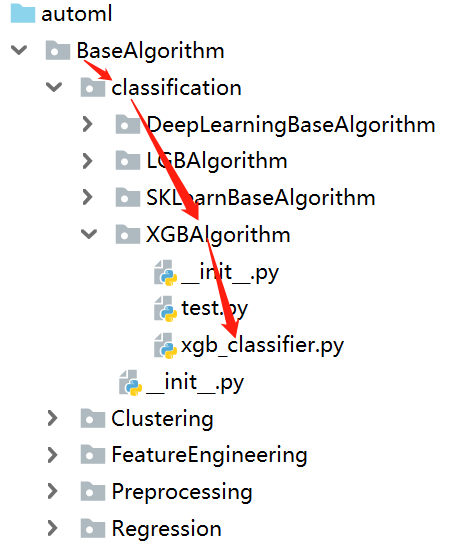 automl
BaseAlgorithm
classification
DeepLearningBaseAlgorithm
LGBAlgorithm
SKLearnBaseAlgorithm
XGBAlgorithm
__init__.py
test.py
xgb_classifier.py
__init__.py
Clustering
FeatureEngineering
Preprocessing
Regression